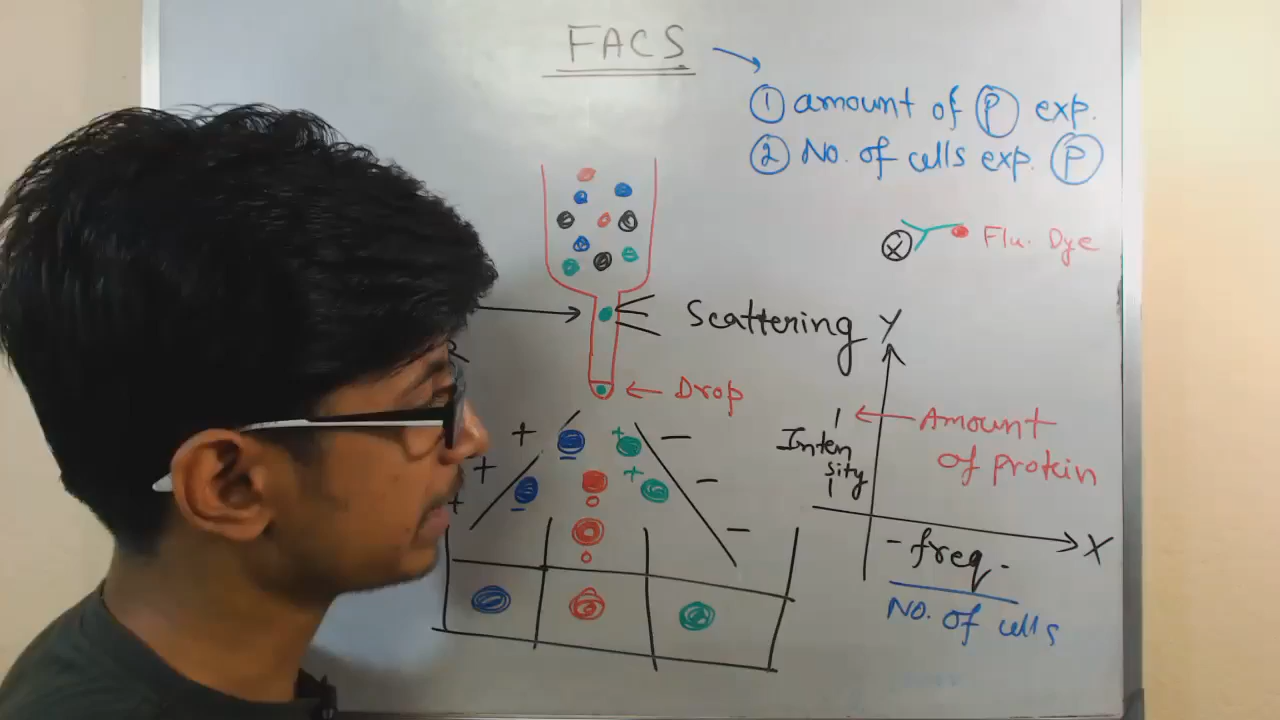 FACS
① amount of Ⓟ exp.
② No. of cells exp. Ⓟ
X Flu. Dye
Scattering
Y
R
Drop
Amount
of protein
Inten
sity
+ + + − −
+ + −
− o
o
X
- freq.
No. of cells